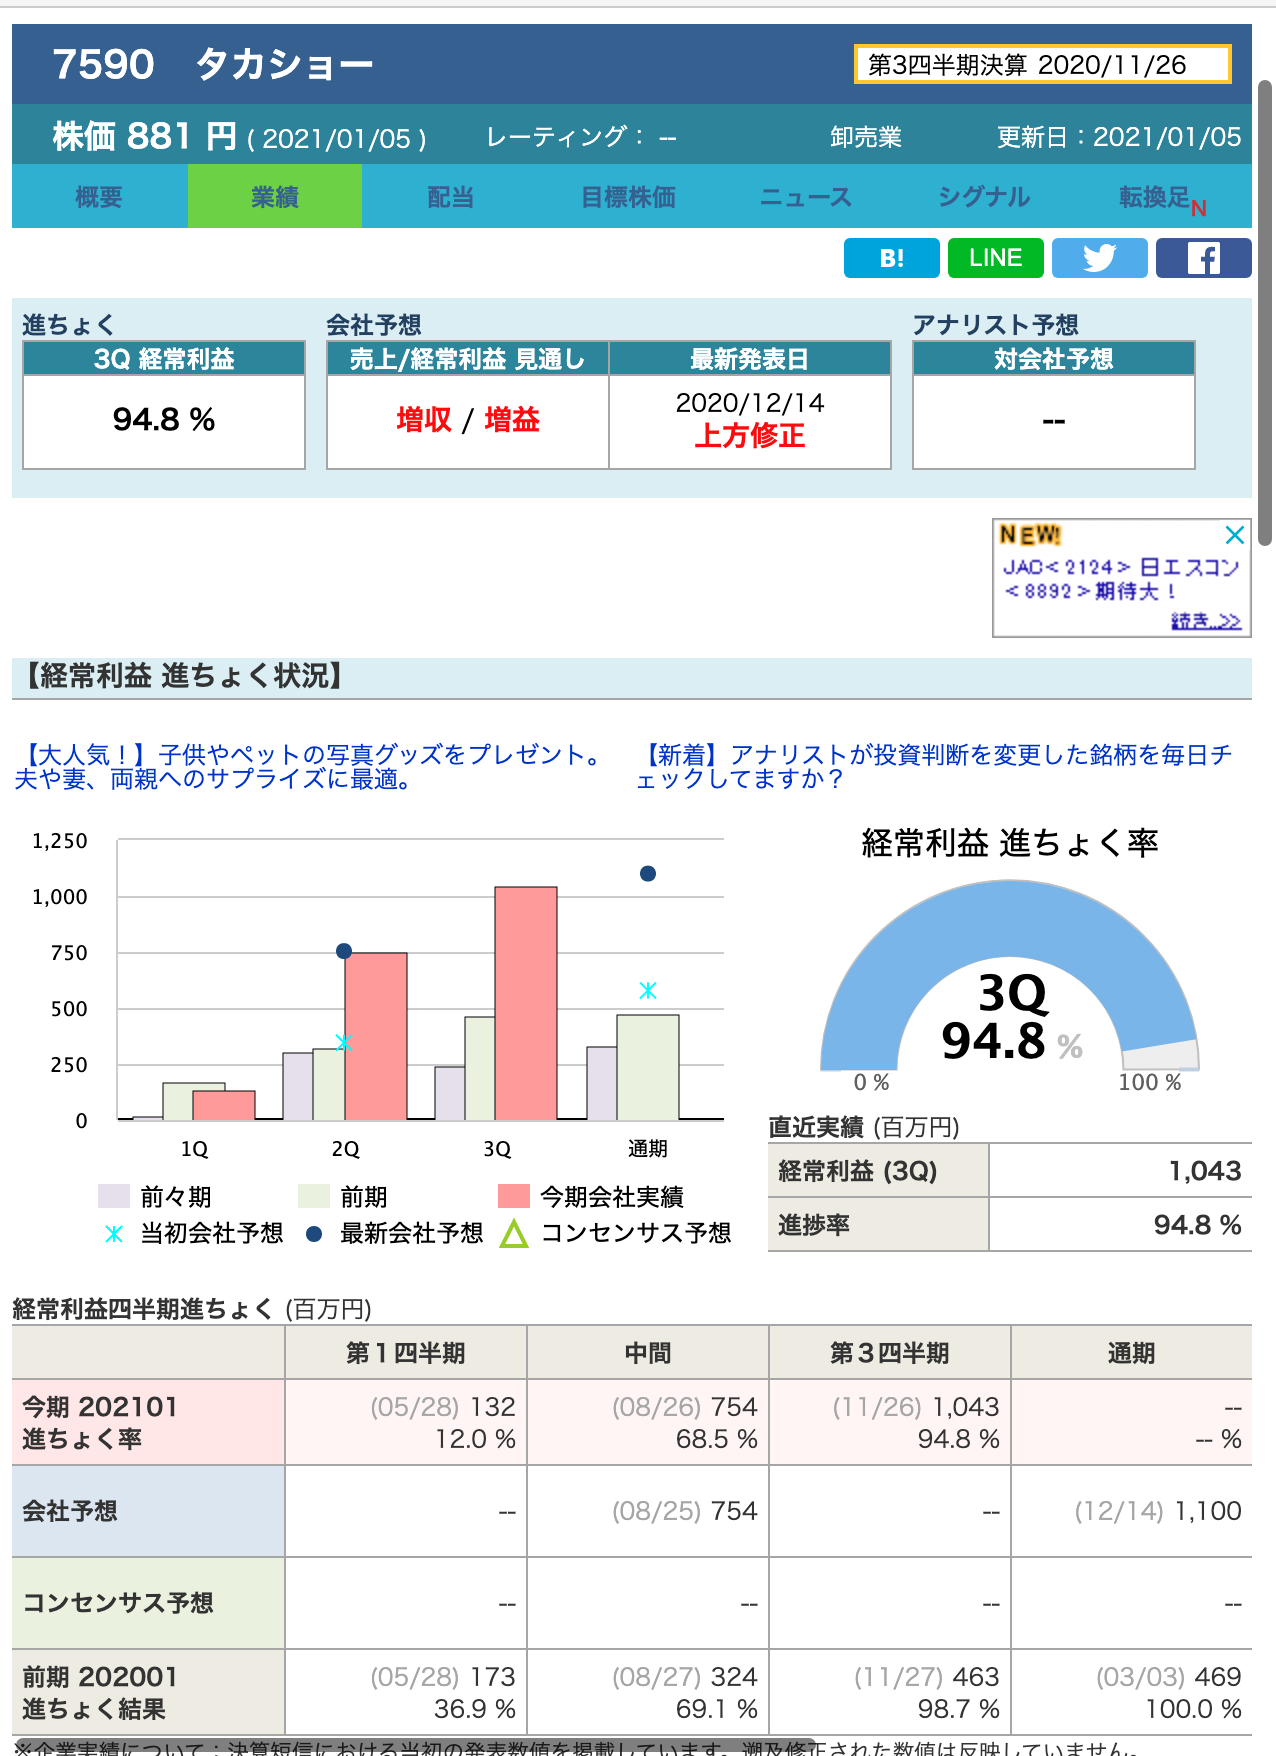 7590　タカショー
第3四半期決算 2020/11/26
株価 881 円 ( 2021/01/05 )
レーティング： --
卸売業
更新日：2021/01/05
概要
業績
配当
目標株価
ニュース
シグナル
転換足N
B!
LINE
進ちょく
会社予想
アナリスト予想
3Q 経常利益
売上/経常利益 見通し
最新発表日
対会社予想
94.8 %
増収 / 増益
2020/12/14
上方修正
--
NEW!
JAC<2124> 日エスコン
<8892>期待大！
続き..>>
【経常利益 進ちょく状況】
【大人気！】子供やペットの写真グッズをプレゼント。
夫や妻、両親へのサプライズに最適。
【新着】アナリストが投資判断を変更した銘柄を毎日チ
ェックしてますか？
1,250
1,000
750
500
250
0
1Q
2Q
3Q
通期
前々期
前期
今期会社実績
当初会社予想
最新会社予想
コンセンサス予想
経常利益 進ちょく率
3Q
94.8 %
0 %
100 %
直近実績 (百万円)
経常利益 (3Q)
1,043
進捗率
94.8 %
経常利益四半期進ちょく (百万円)
第１四半期
中間
第３四半期
通期
今期 202101
進ちょく率
(05/28) 132
12.0 %
(08/26) 754
68.5 %
(11/26) 1,043
94.8 %
--
-- %
会社予想
--
(08/25) 754
--
(12/14) 1,100
コンセンサス予想
--
--
--
--
前期 202001
進ちょく結果
(05/28) 173
36.9 %
(08/27) 324
69.1 %
(11/27) 463
98.7 %
(03/03) 469
100.0 %
※企業実績について：決算短信における当初の発表数値を掲載しています。遡及修正された数値は反映していません。